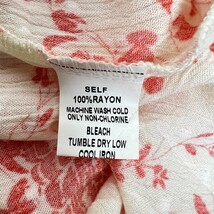 SELF
100%RAYON
MACHINE WASH COLD
ONLY NON-CHLORINE
BLEACH
TUMBLE DRY LOW
COOL IRON